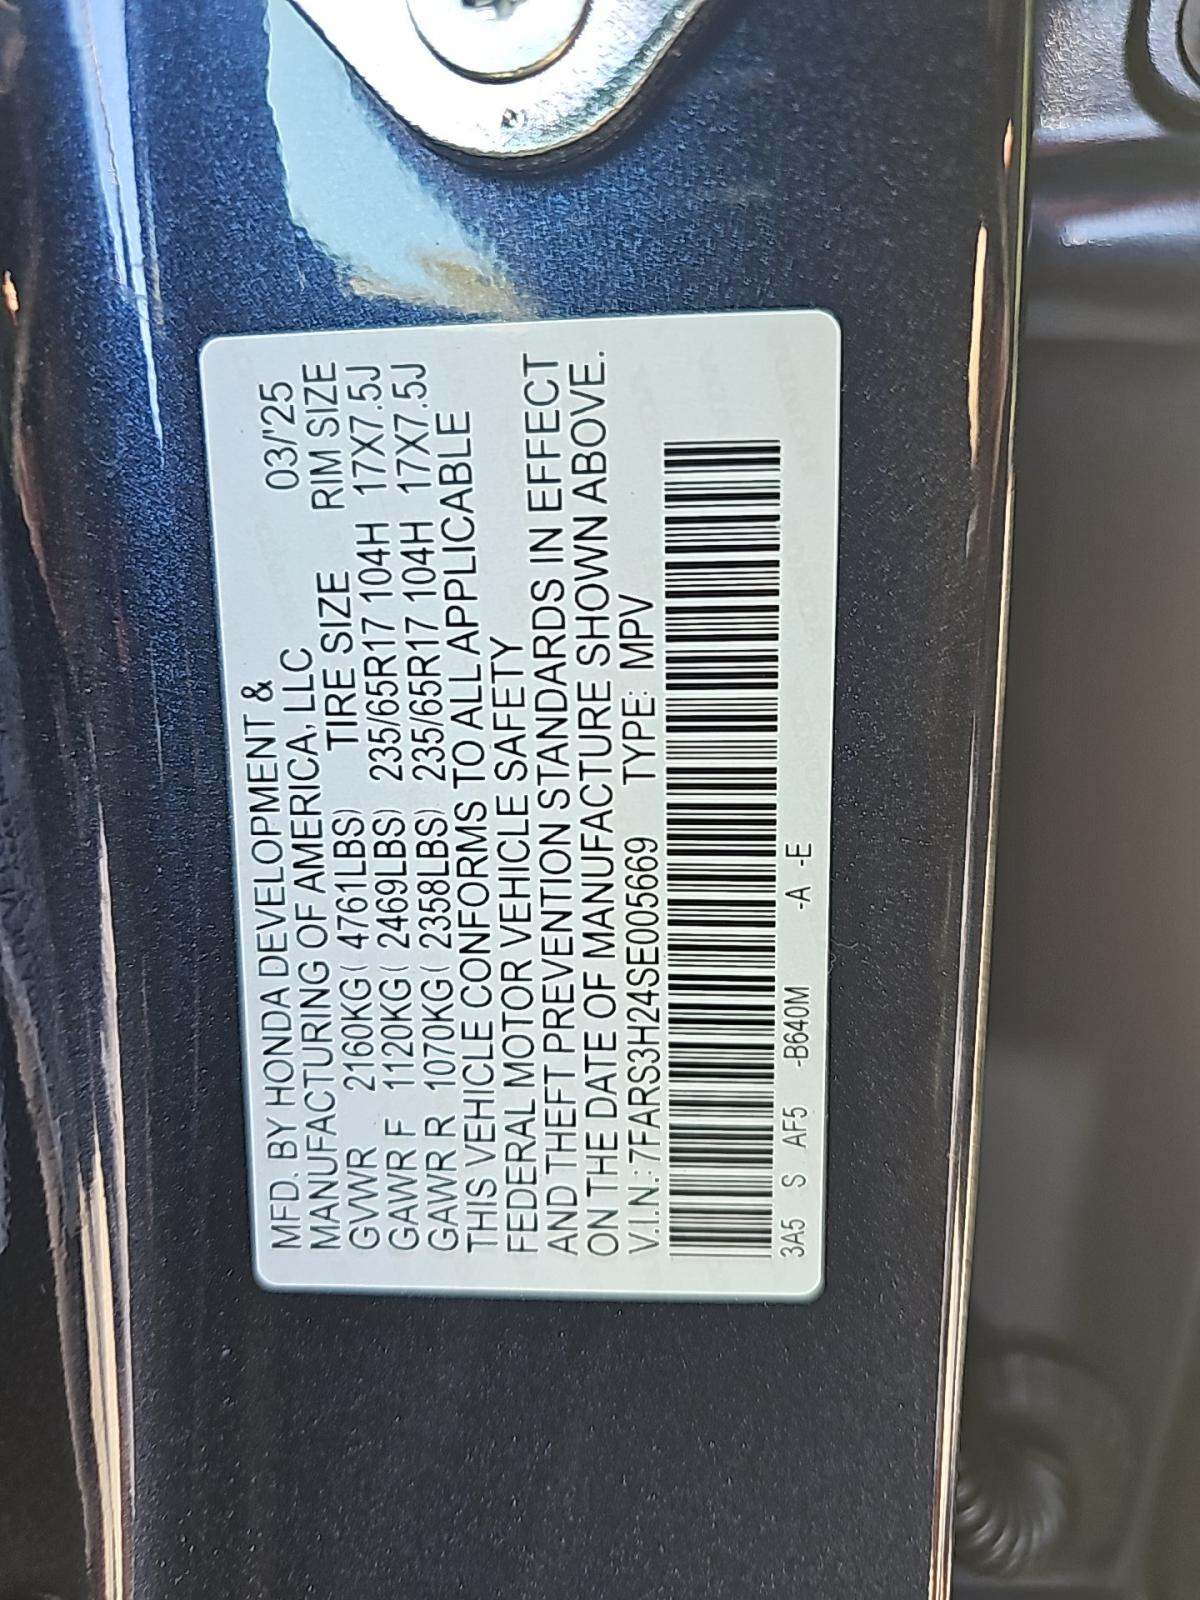 MFD. BY HONDA DEVELOPMENT & 03/'25
MANUFACTURING OF AMERICA, LLC
TIRE SIZE RIM SIZE
GVWR 2160KG( 4761LBS)
GAWR F 1120KG( 2469LBS) 235/65R17 104H 17X7.5J
GAWR R 1070KG( 2358LBS) 235/65R17 104H 17X7.5J
THIS VEHICLE CONFORMS TO ALL APPLICABLE
FEDERAL MOTOR VEHICLE SAFETY
AND THEFT PREVENTION STANDARDS IN EFFECT
ON THE DATE OF MANUFACTURE SHOWN ABOVE.
V.I.N.:7FARS3H24SE005669 TYPE: MPV
3A5 S AF5 -B640M -A -E